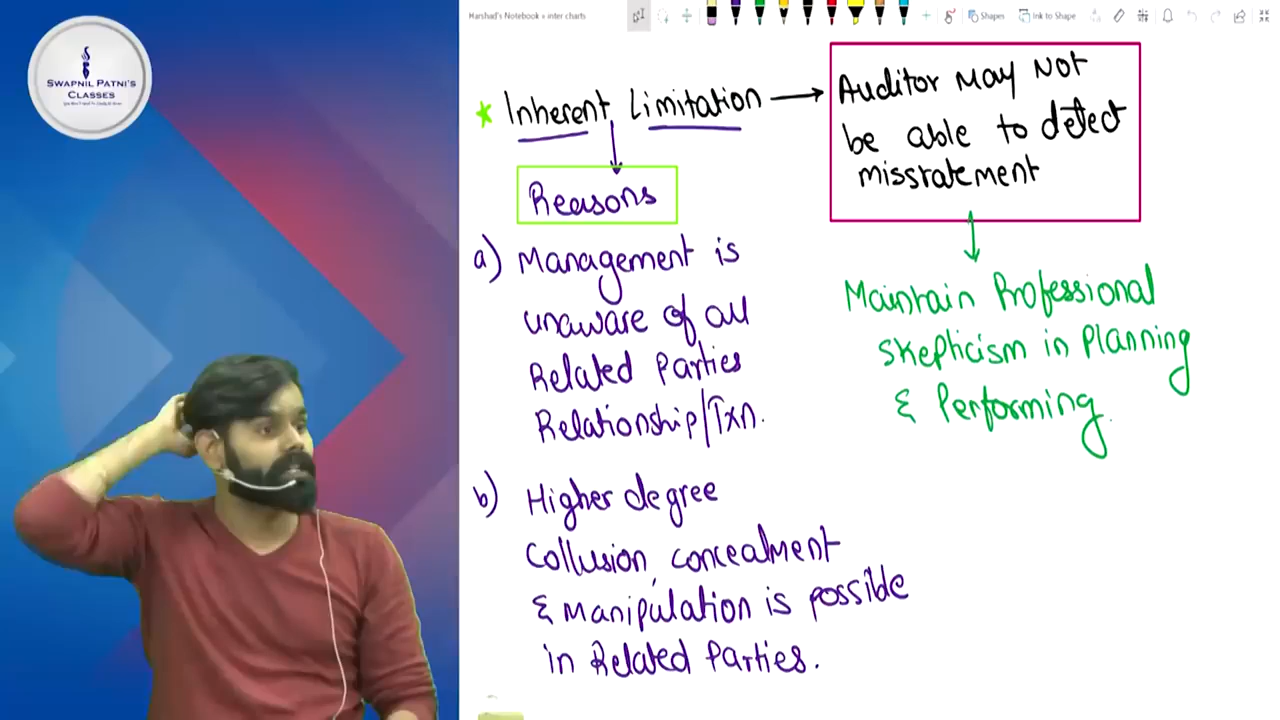 SWAPNIL PATNI'S
CLASSES
Harshad's Notebook » inter charts
Shapes
Ink to Shape
Inherent Limitation → Auditor May Not
be able to detect
misstatement
Reasons
Maintain Professional
skepticism in Planning
& Performing.
a) Management is
unaware of all
Related Parties
Relationship/Txn.
b) Higher degree
Collusion, concealment
& Manipulation is possible
in Related Parties.